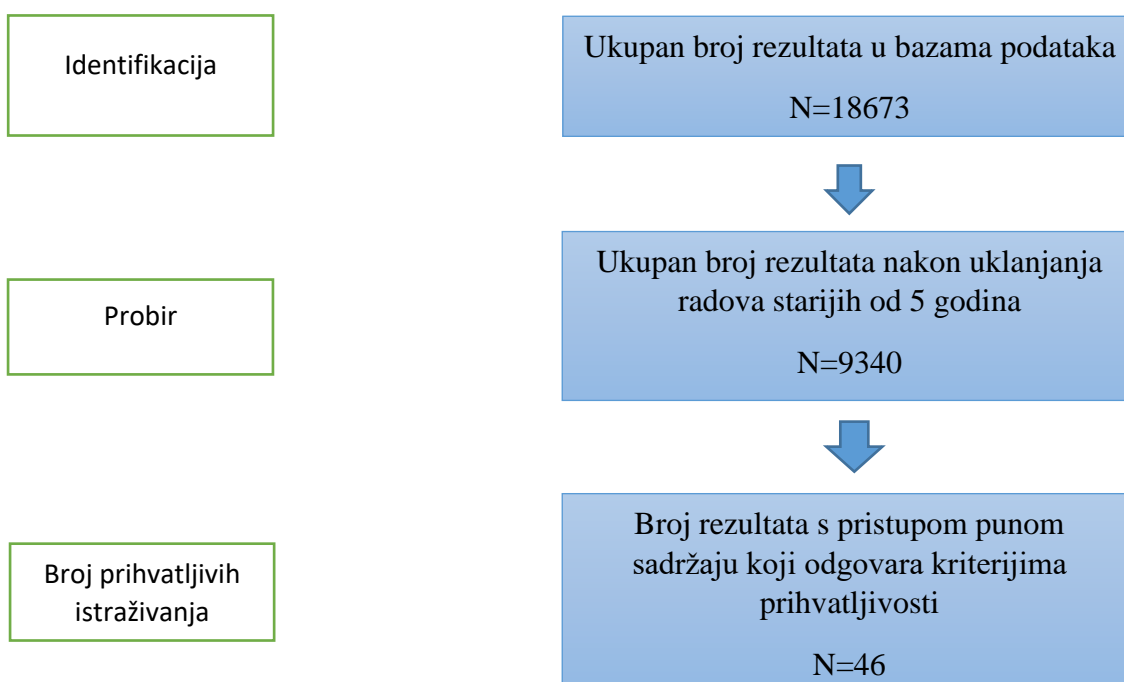 Identifikacija
Ukupan broj rezultata u bazama podataka
N=18673
Probir
Ukupan broj rezultata nakon uklanjanja
radova starijih od 5 godina
N=9340
Broj prihvatljivih
istraživanja
Broj rezultata s pristupom punom
sadržaju koji odgovara kriterijima
prihvatljivosti
N=46